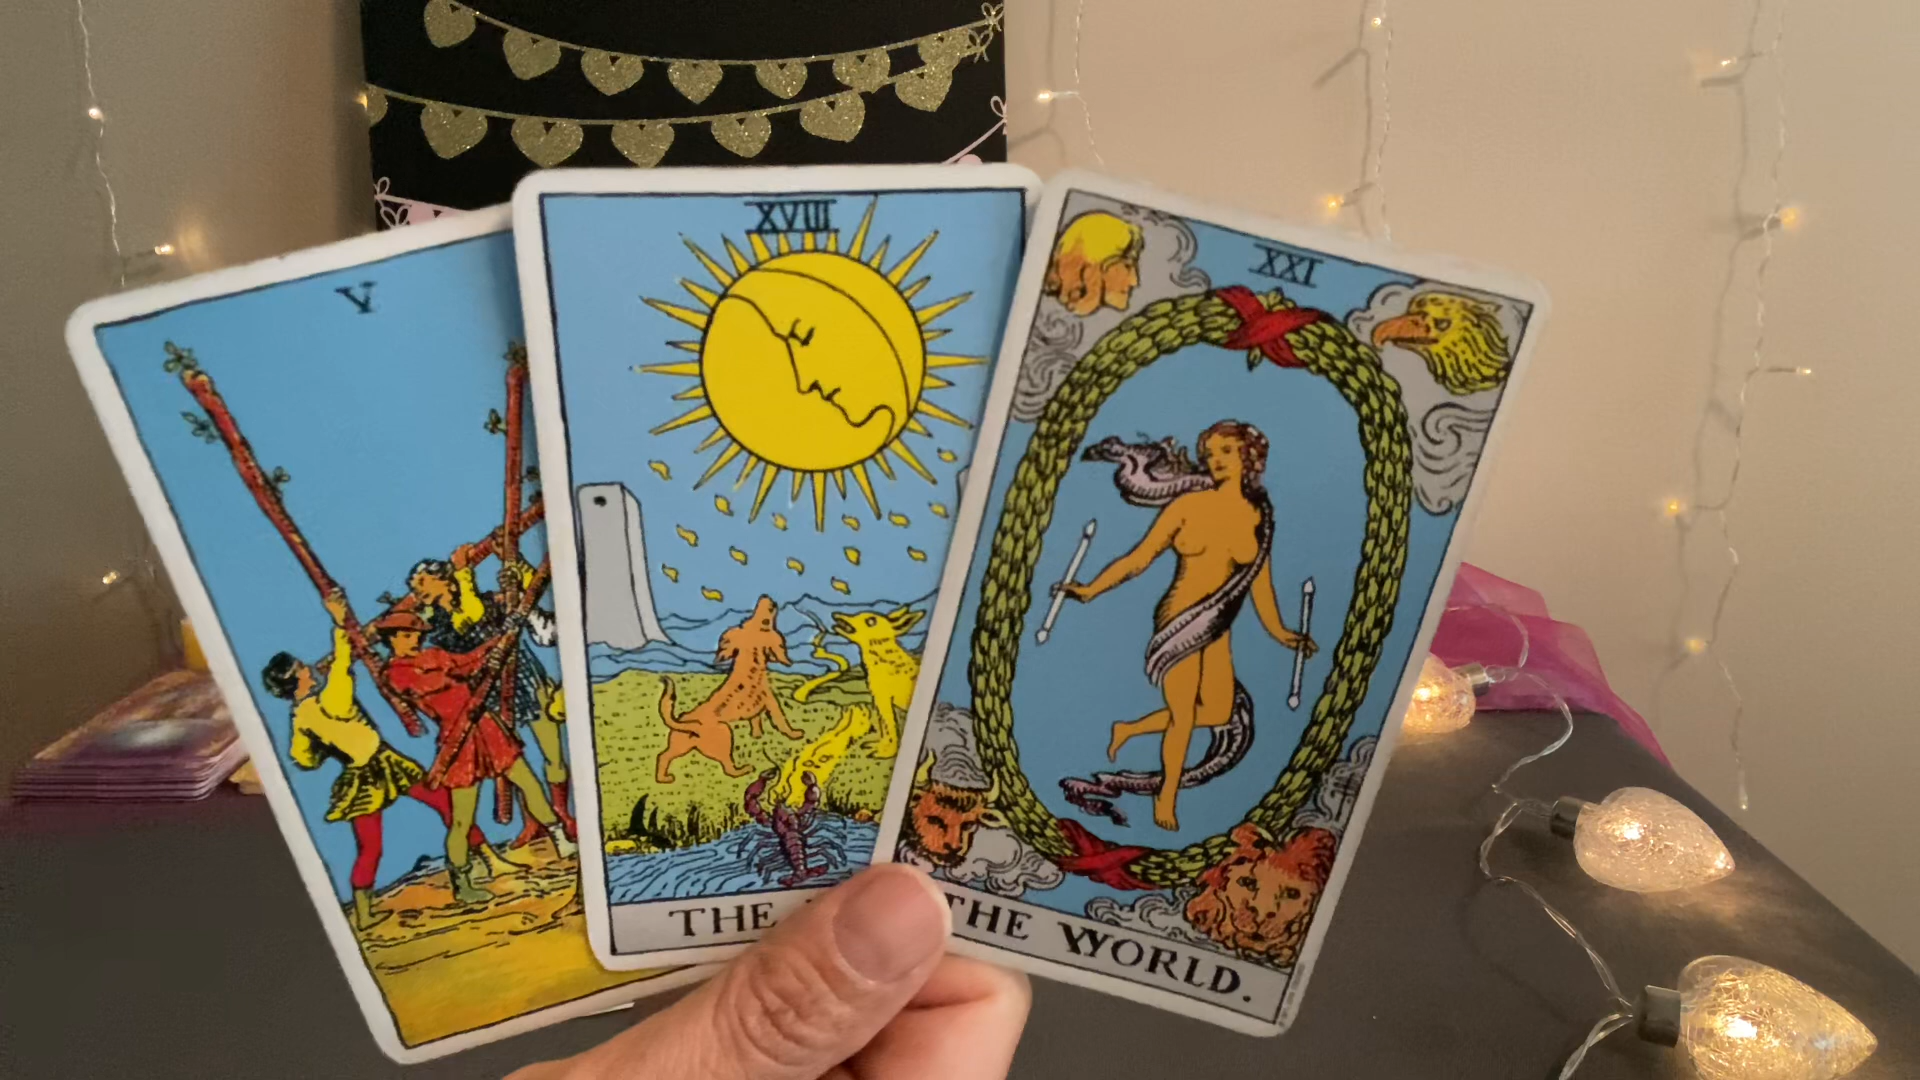 V
XVIII
XXI
THE
THE WORLD.